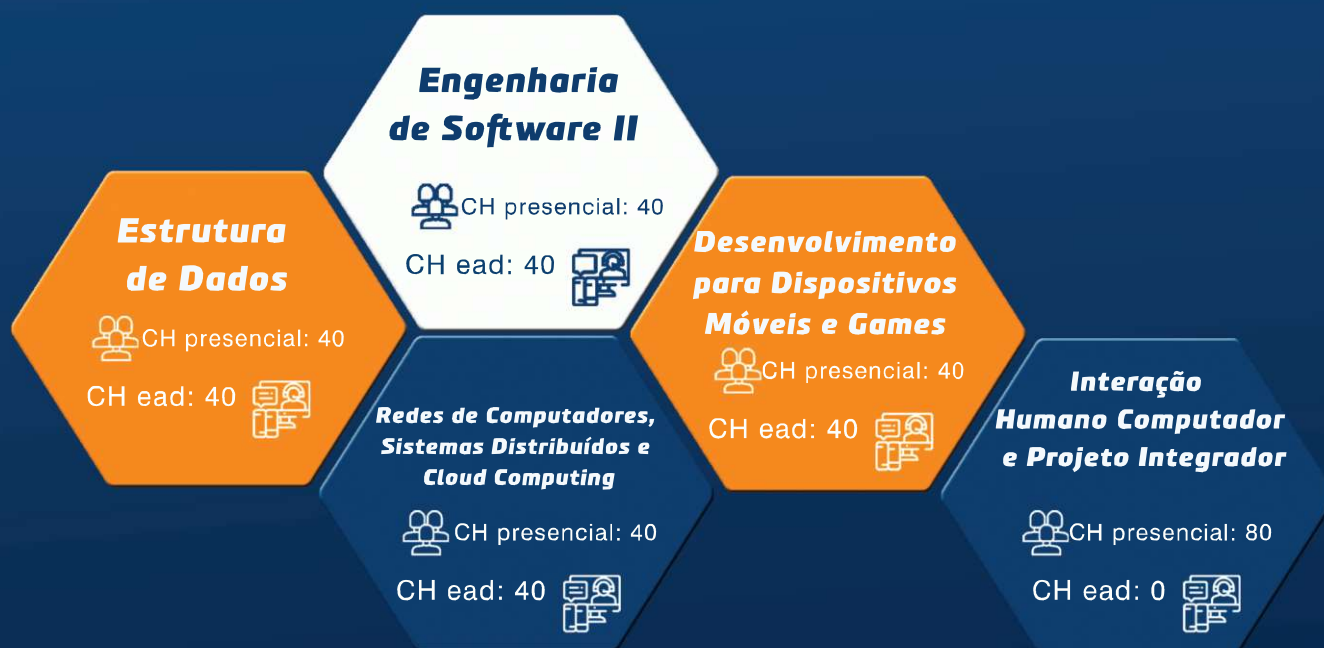 Engenharia
de Software II
CH presencial: 40
CH ead: 40
Estrutura
de Dados
CH presencial: 40
CH ead: 40
Desenvolvimento
para Dispositivos
Móveis e Games
CH presencial: 40
CH ead: 40
Redes de Computadores,
Sistemas Distribuídos e
Cloud Computing
CH presencial: 40
CH ead: 40
Interação
Humano Computador
e Projeto Integrador
CH presencial: 80
CH ead: 0